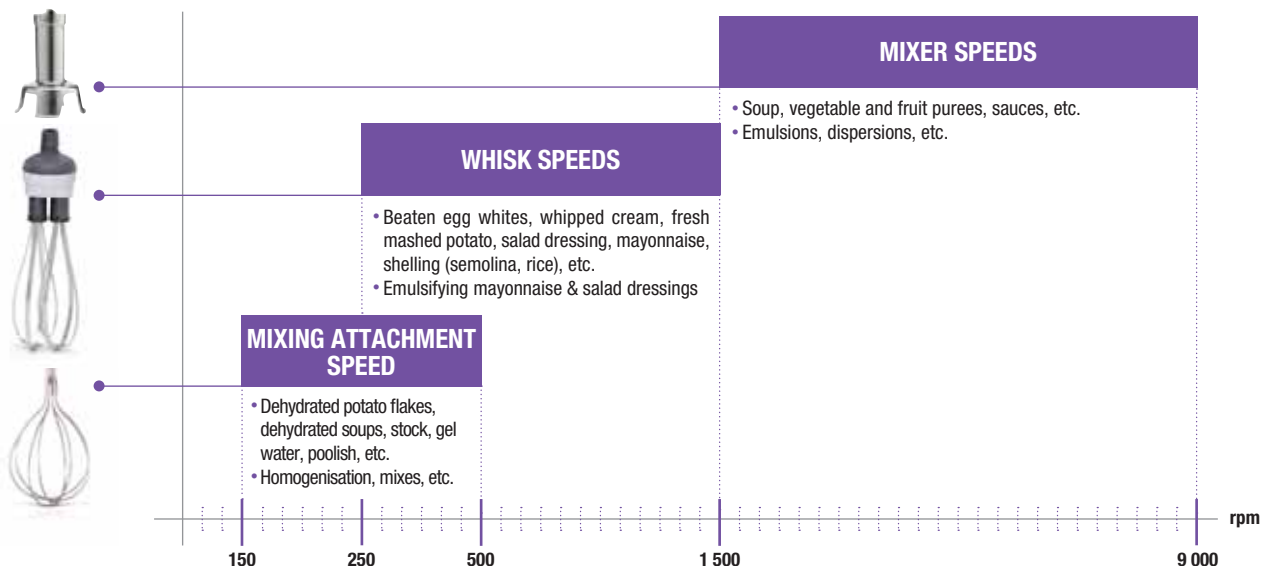 MIXER SPEEDS
• Soup, vegetable and fruit purees, sauces, etc.
• Emulsions, dispersions, etc.
WHISK SPEEDS
• Beaten egg whites, whipped cream, fresh
mashed potato, salad dressing, mayonnaise,
shelling (semolina, rice), etc.
• Emulsifying mayonnaise & salad dressings
MIXING ATTACHMENT
SPEED
• Dehydrated potato flakes,
dehydrated soups, stock, gel
water, poolish, etc.
• Homogenisation, mixes, etc.
rpm
150 250 500 1 500 9 000